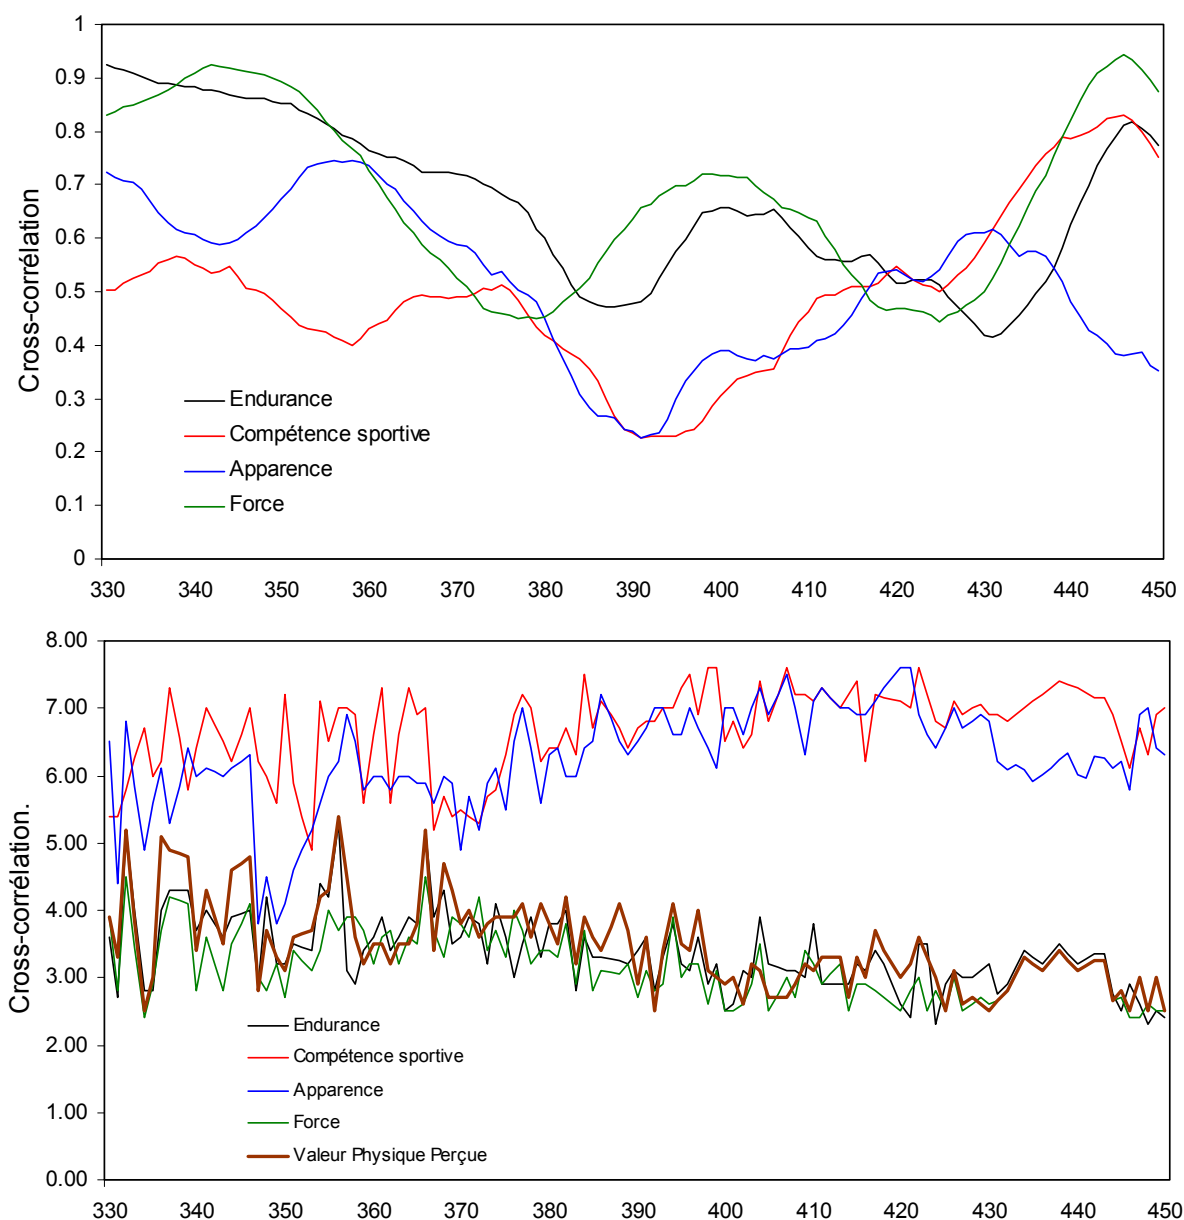 1
0.9
0.8
0.7
0.6
0.5
0.4
0.3
0.2
0.1
0
Cross-corrélation
Endurance
Compétence sportive
Apparence
Force
330 340 350 360 370 380 390 400 410 420 430 440 450
8.00
7.00
6.00
5.00
4.00
3.00
2.00
1.00
0.00
Cross-corrélation.
Endurance
Compétence sportive
Apparence
Force
Valeur Physique Perçue
330 340 350 360 370 380 390 400 410 420 430 440 450